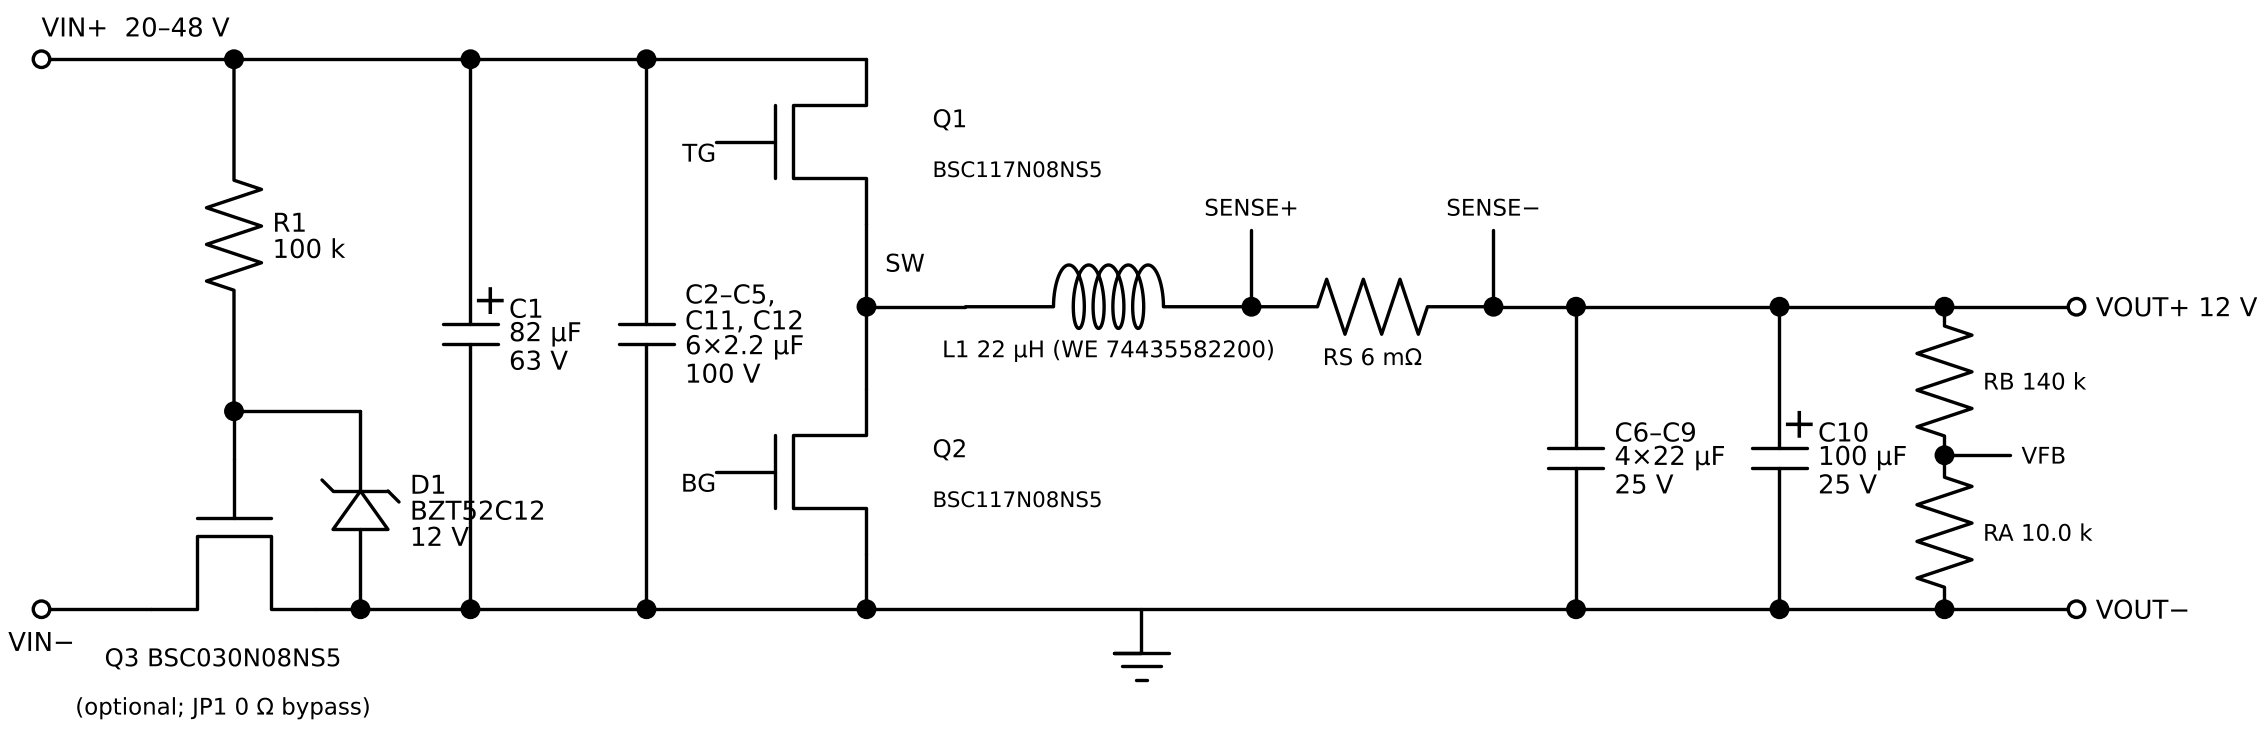 VIN+ 20–48 V
Q1
TG
BSC117N08NS5
SENSE+
SENSE−
R1
100 k
SW
C1
82 µF
63 V
C2–C5,
C11, C12
6×2.2 µF
100 V
L1 22 µH (WE 74435582200)
RS 6 mΩ
VOUT+ 12 V
RB 140 k
Q2
BG
BSC117N08NS5
C6–C9
4×22 µF
25 V
C10
100 µF
25 V
VFB
D1
BZT52C12
12 V
RA 10.0 k
VIN−
VOUT−
Q3 BSC030N08NS5
(optional; JP1 0 Ω bypass)